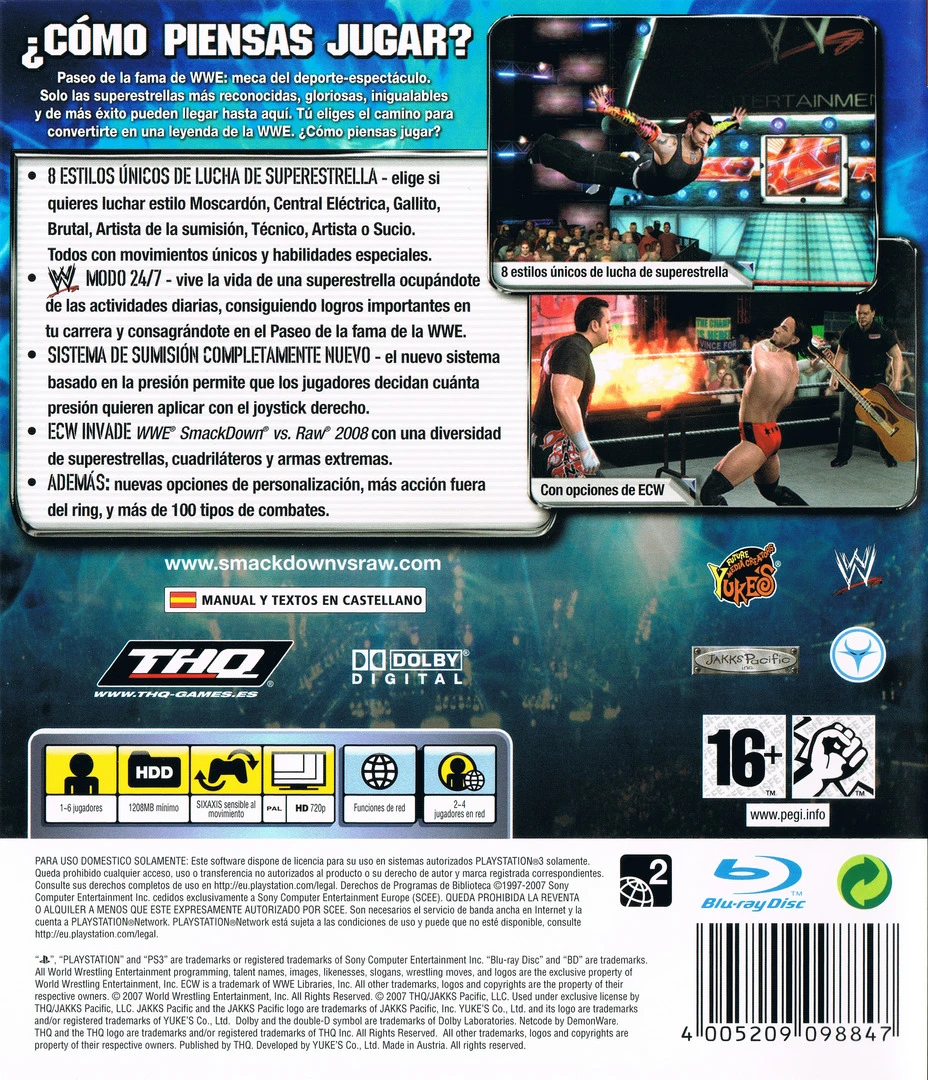 ¿CÓMO PIENSAS JUGAR?
Paseo de la fama de WWE: meca del deporte-espectáculo.
Solo las superestrellas más reconocidas, gloriosas, inigualables
y de más éxito pueden llegar hasta aquí. Tú eliges el camino para
convertirte en una leyenda de la WWE. ¿Cómo piensas jugar?
• 8 ESTILOS ÚNICOS DE LUCHA DE SUPERESTRELLA - elige si
quieres luchar estilo Moscardón, Central Eléctrica, Gallito,
Brutal, Artista de la sumisión, Técnico, Artista o Sucio.
Todos con movimientos únicos y habilidades especiales.
• W MODO 24/7 - vive la vida de una superestrella ocupándote
de las actividades diarias, consiguiendo logros importantes en
tu carrera y consagrándote en el Paseo de la fama de la WWE.
• SISTEMA DE SUMISIÓN COMPLETAMENTE NUEVO - el nuevo sistema
basado en la presión permite que los jugadores decidan cuánta
presión quieren aplicar con el joystick derecho.
• ECW INVADE WWE® SmackDown® vs. Raw® 2008 con una diversidad
de superestrellas, cuadriláteros y armas extremas.
• ADEMÁS: nuevas opciones de personalización, más acción fuera
del ring, y más de 100 tipos de combates.
ERTAINME
8 estilos únicos de lucha de superestrella
THE CHAMP
IS HERE!
VINCE FOR
Con opciones de ECW
www.smackdownvsraw.com
MANUAL Y TEXTOS EN CASTELLANO
FUTURE
MEDIA CREATORS
YUKE'S®
W
THQ®
WWW.THQ-GAMES.ES
DOLBY®
DIGITAL
JAKKS Pacific
inc.
16+
TM
TM
www.pegi.info
1-6 jugadores
HDD
1208MB mínimo
SIXAXIS sensible al
movimiento
PAL
HD 720p
Funciones de red
2-4
jugadores en red
PARA USO DOMESTICO SOLAMENTE: Este software dispone de licencia para su uso en sistemas autorizados PLAYSTATION®3 solamente.
Queda prohibido cualquier acceso, uso o transferencia no autorizados al producto o su derecho de autor y marca registrada correspondientes.
Consulte sus derechos completos de uso en http://eu.playstation.com/legal. Derechos de Programas de Biblioteca ©1997-2007 Sony
Computer Entertainment Inc. cedidos exclusivamente a Sony Computer Entertainment Europe (SCEE). QUEDA PROHIBIDA LA REVENTA
O ALQUILER A MENOS QUE ESTE EXPRESAMENTE AUTORIZADO POR SCEE. Son necesarios el servicio de banda ancha en Internet y la
cuenta a PLAYSTATION®Network. PLAYSTATION®Network está sujeta a las condiciones de uso y puede que no esté disponible, consulte
http://eu.playstation.com/legal.
2
Blu-ray Disc
TM
"", "PLAYSTATION" and "PS3" are trademarks or registered trademarks of Sony Computer Entertainment Inc. "Blu-ray Disc" and "BD" are trademarks.
All World Wrestling Entertainment programming, talent names, images, likenesses, slogans, wrestling moves, and logos are the exclusive property of
World Wrestling Entertainment, Inc. ECW is a trademark of WWE Libraries, Inc. All other trademarks, logos and copyrights are the property of their
respective owners. © 2007 World Wrestling Entertainment, Inc. All Rights Reserved. © 2007 THQ/JAKKS Pacific, LLC. Used under exclusive license by
THQ/JAKKS Pacific, LLC. JAKKS Pacific and the JAKKS Pacific logo are trademarks of JAKKS Pacific, Inc. YUKE'S Co., Ltd. and its logo are trademarks
and/or registered trademarks of YUKE'S Co., Ltd. Dolby and the double-D symbol are trademarks of Dolby Laboratories. Netcode by DemonWare.
THQ and the THQ logo are trademarks and/or registered trademarks of THQ Inc. All Rights Reserved. All other trademarks, logos and copyrights are
property of their respective owners. Published by THQ. Developed by YUKE'S Co., Ltd. Made in Austria. All rights reserved.
4 005209 098847